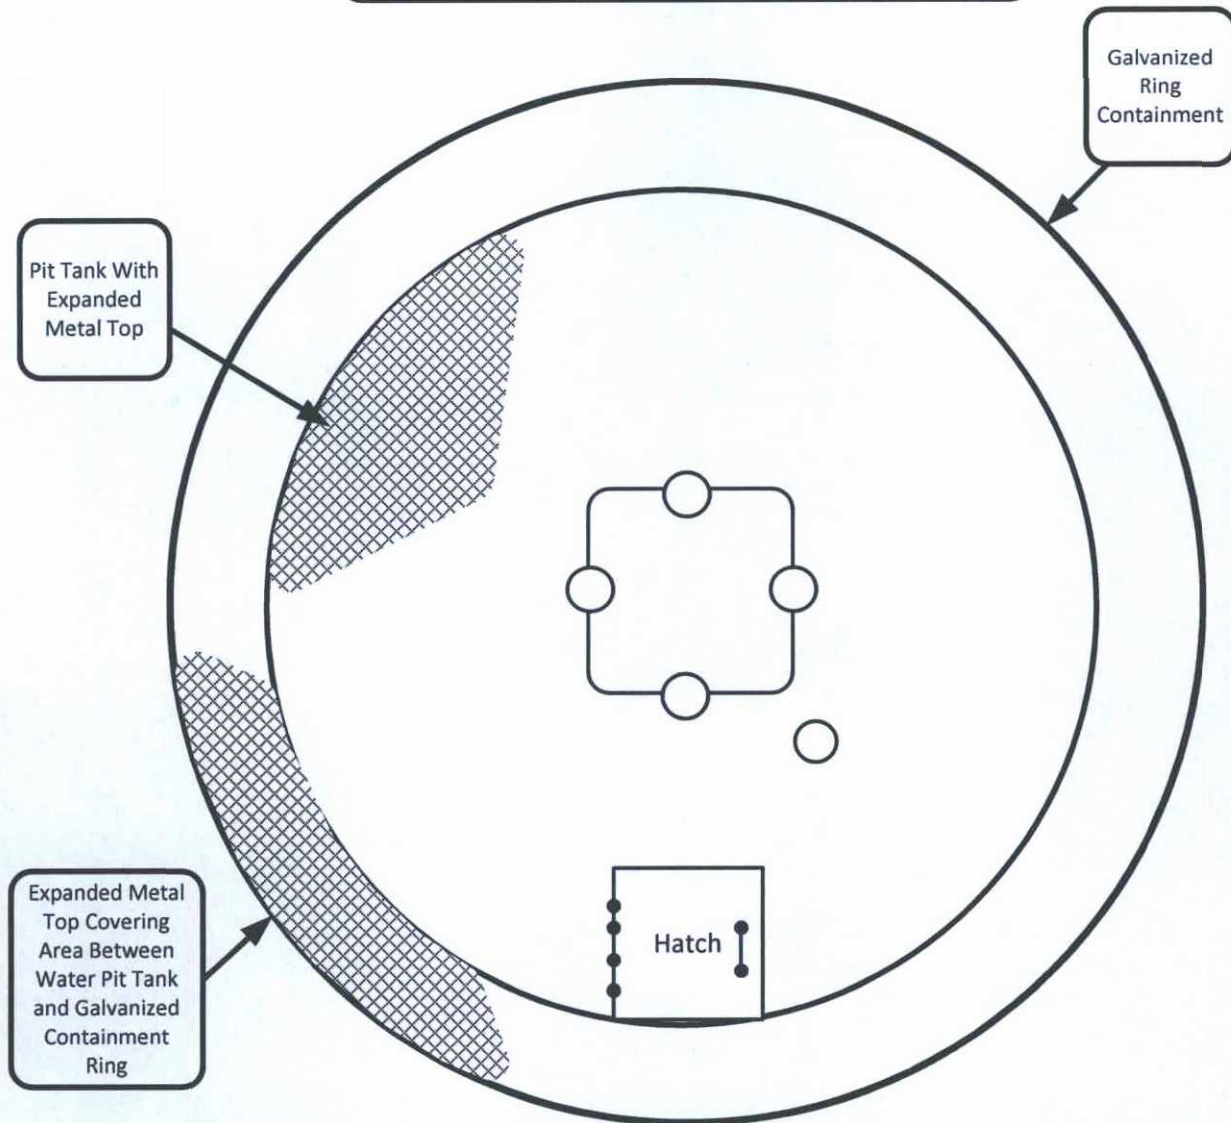 Galvanized
Ring
Containment
Pit Tank With
Expanded
Metal Top
Expanded Metal
Top Covering
Area Between
Water Pit Tank
and Galvanized
Containment
Ring
Hatch